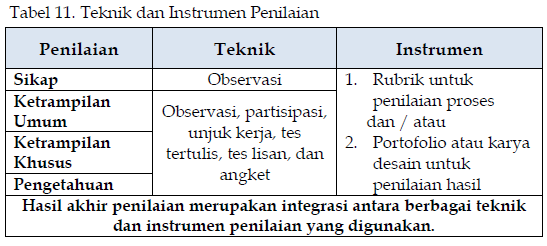 Tabel 11. Teknik dan Instrumen Penilaian
Penilaian Teknik Instrumen
Sikap
Ketrampilan
Umum
Ketrampilan
Khusus
Pengetahuan
Observasi
Observasi, partisipasi,
unjuk kerja, tes
tertulis, tes lisan, dan
angket
1. Rubrik untuk
penilaian proses
dan / atau
2. Portofolio atau karya
desain untuk
penilaian hasil
Hasil akhir penilaian merupakan integrasi antara berbagai teknik
dan instrumen penilaian yang digunakan.